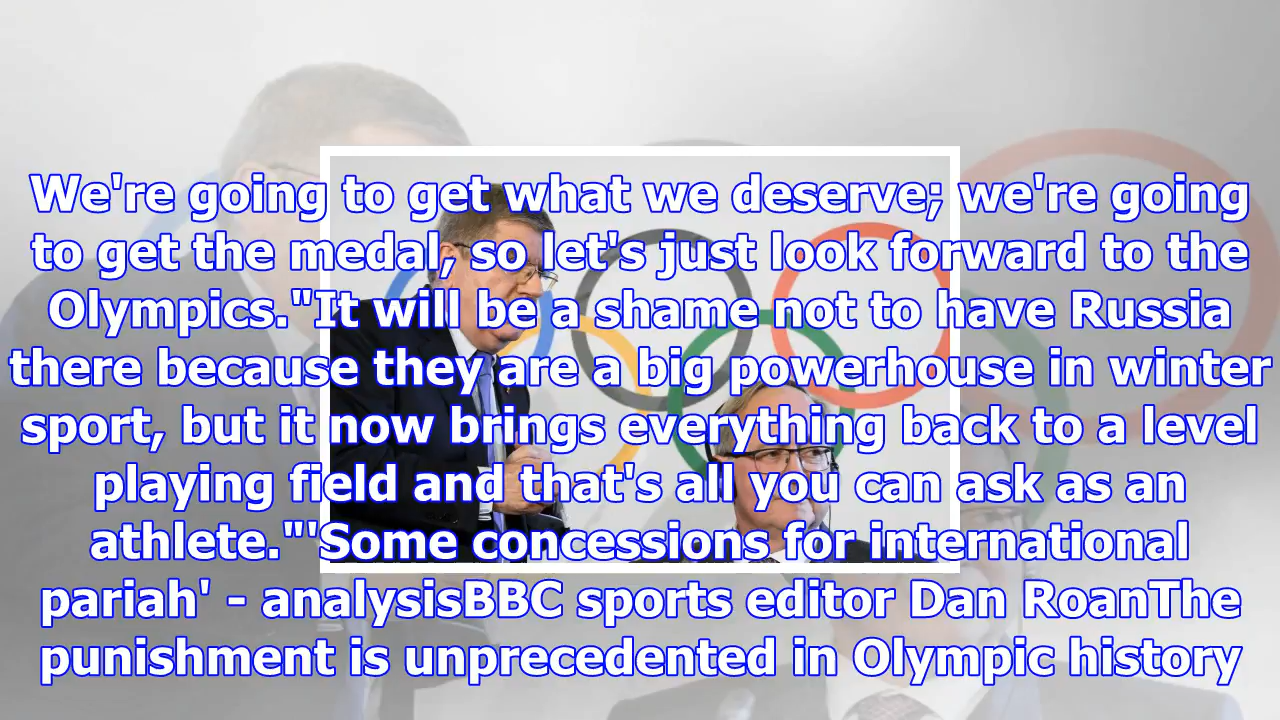 We're going to get what we deserve; we're going
to get the medal, so let's just look forward to the
Olympics."It will be a shame not to have Russia
there because they are a big powerhouse in winter
sport, but it now brings everything back to a level
playing field and that's all you can ask as an
athlete."'Some concessions for international
pariah' - analysisBBC sports editor Dan RoanThe
punishment is unprecedented in Olympic history